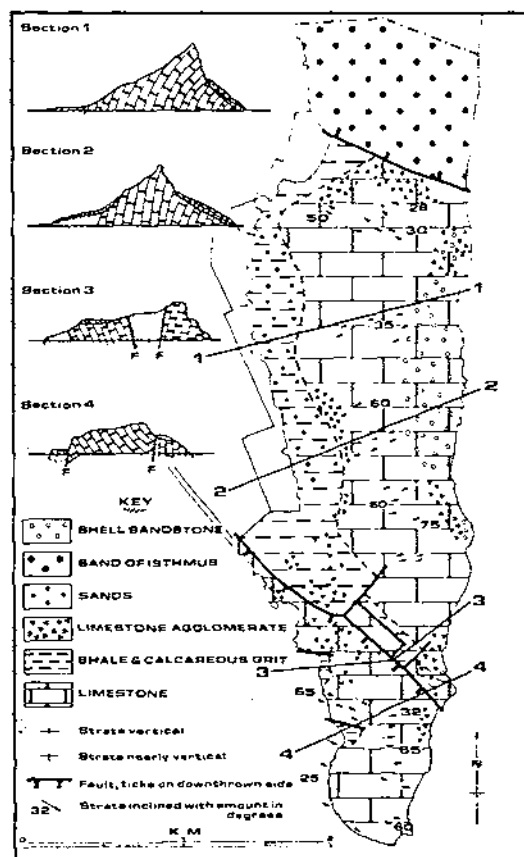 Section 1
Section 2
Section 3
Section 4
KEY
SHELL SANDSTONE
SAND OF ISTHMUS
SANDS
LIMESTONE AGGLOMERATE
SHALE & CALCAREOUS GRIT
LIMESTONE
Strata vertical
Strata nearly vertical
Fault, ticks on downthrown side
32 Strata inclined with amount in
degrees
KM
1
F F
1
F F
50
28
30
35
60
2
2
60
75
3
3
4
4
65
32
65
25
60
N